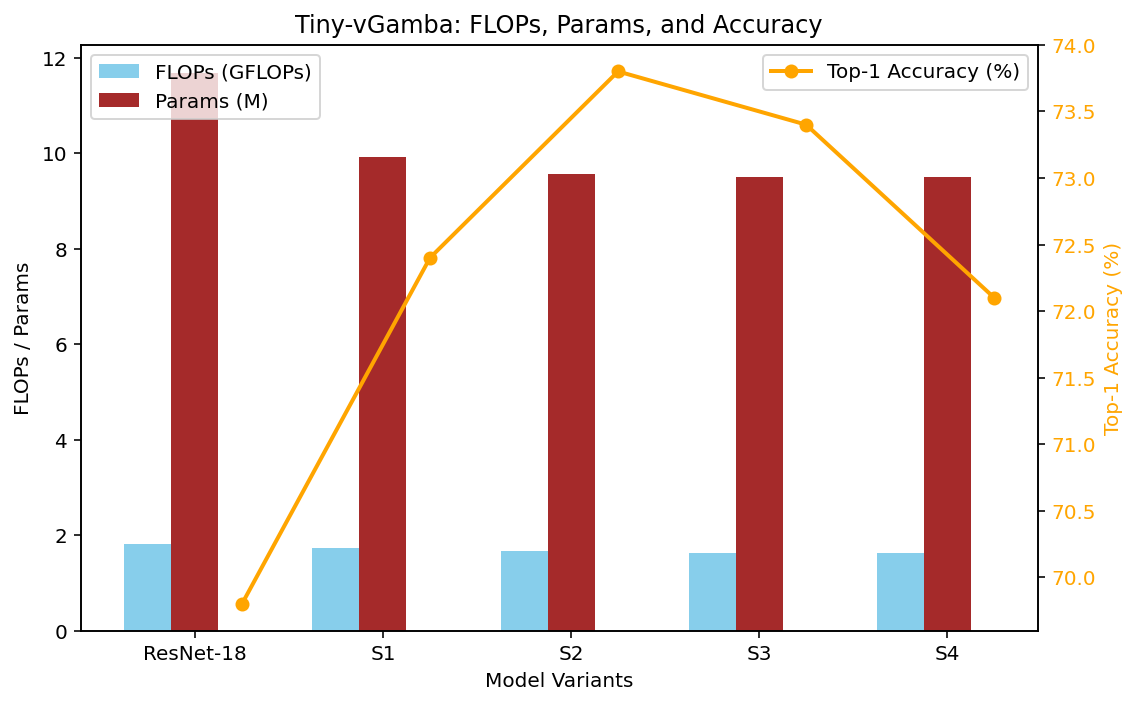 Tiny-vGamba: FLOPs, Params, and Accuracy
FLOPs (GFLOPs)
Params (M)
Top-1 Accuracy (%)
12
10
8
6
4
2
0
FLOPs / Params
74.0
73.5
73.0
72.5
72.0
71.5
71.0
70.5
70.0
Top-1 Accuracy (%)
ResNet-18 S1 S2 S3 S4
Model Variants